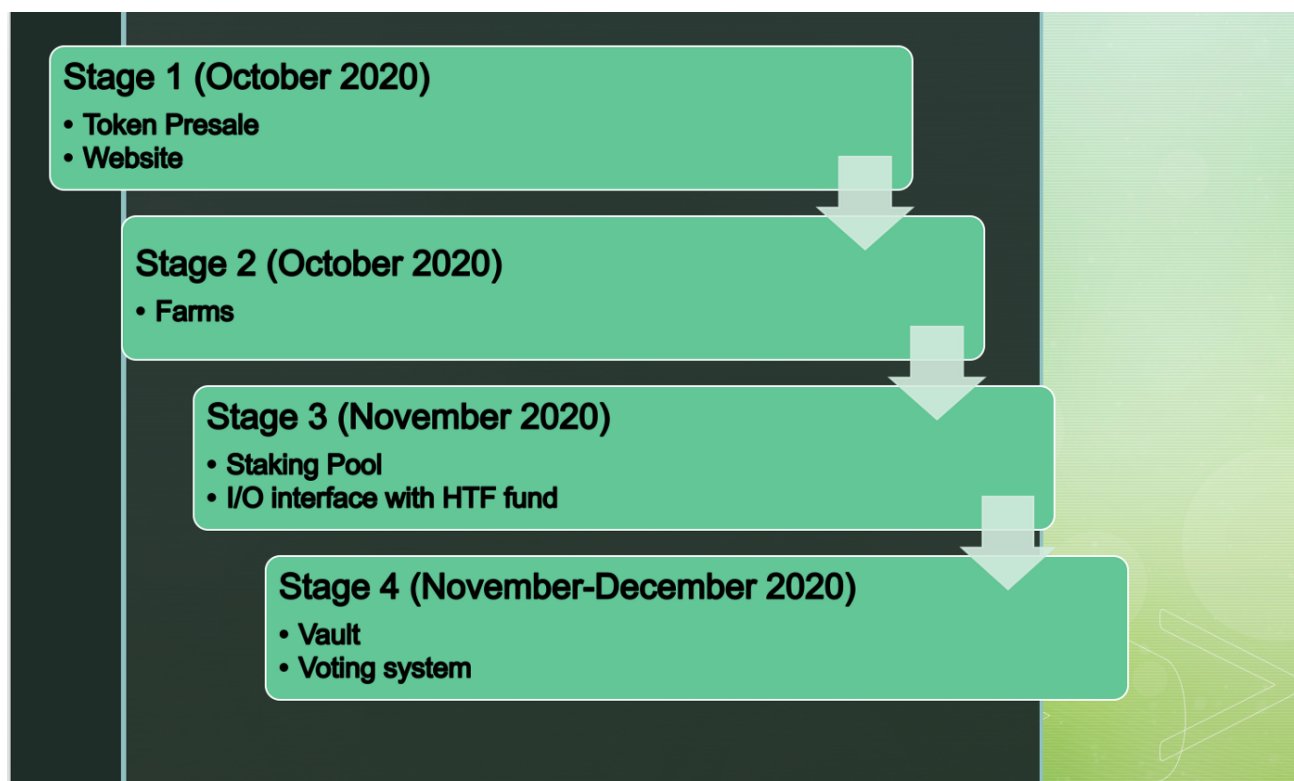 Stage 1 (October 2020)
• Token Presale
• Website
Stage 2 (October 2020)
• Farms
Stage 3 (November 2020)
• Staking Pool
• I/O interface with HTF fund
Stage 4 (November-December 2020)
• Vault
• Voting system